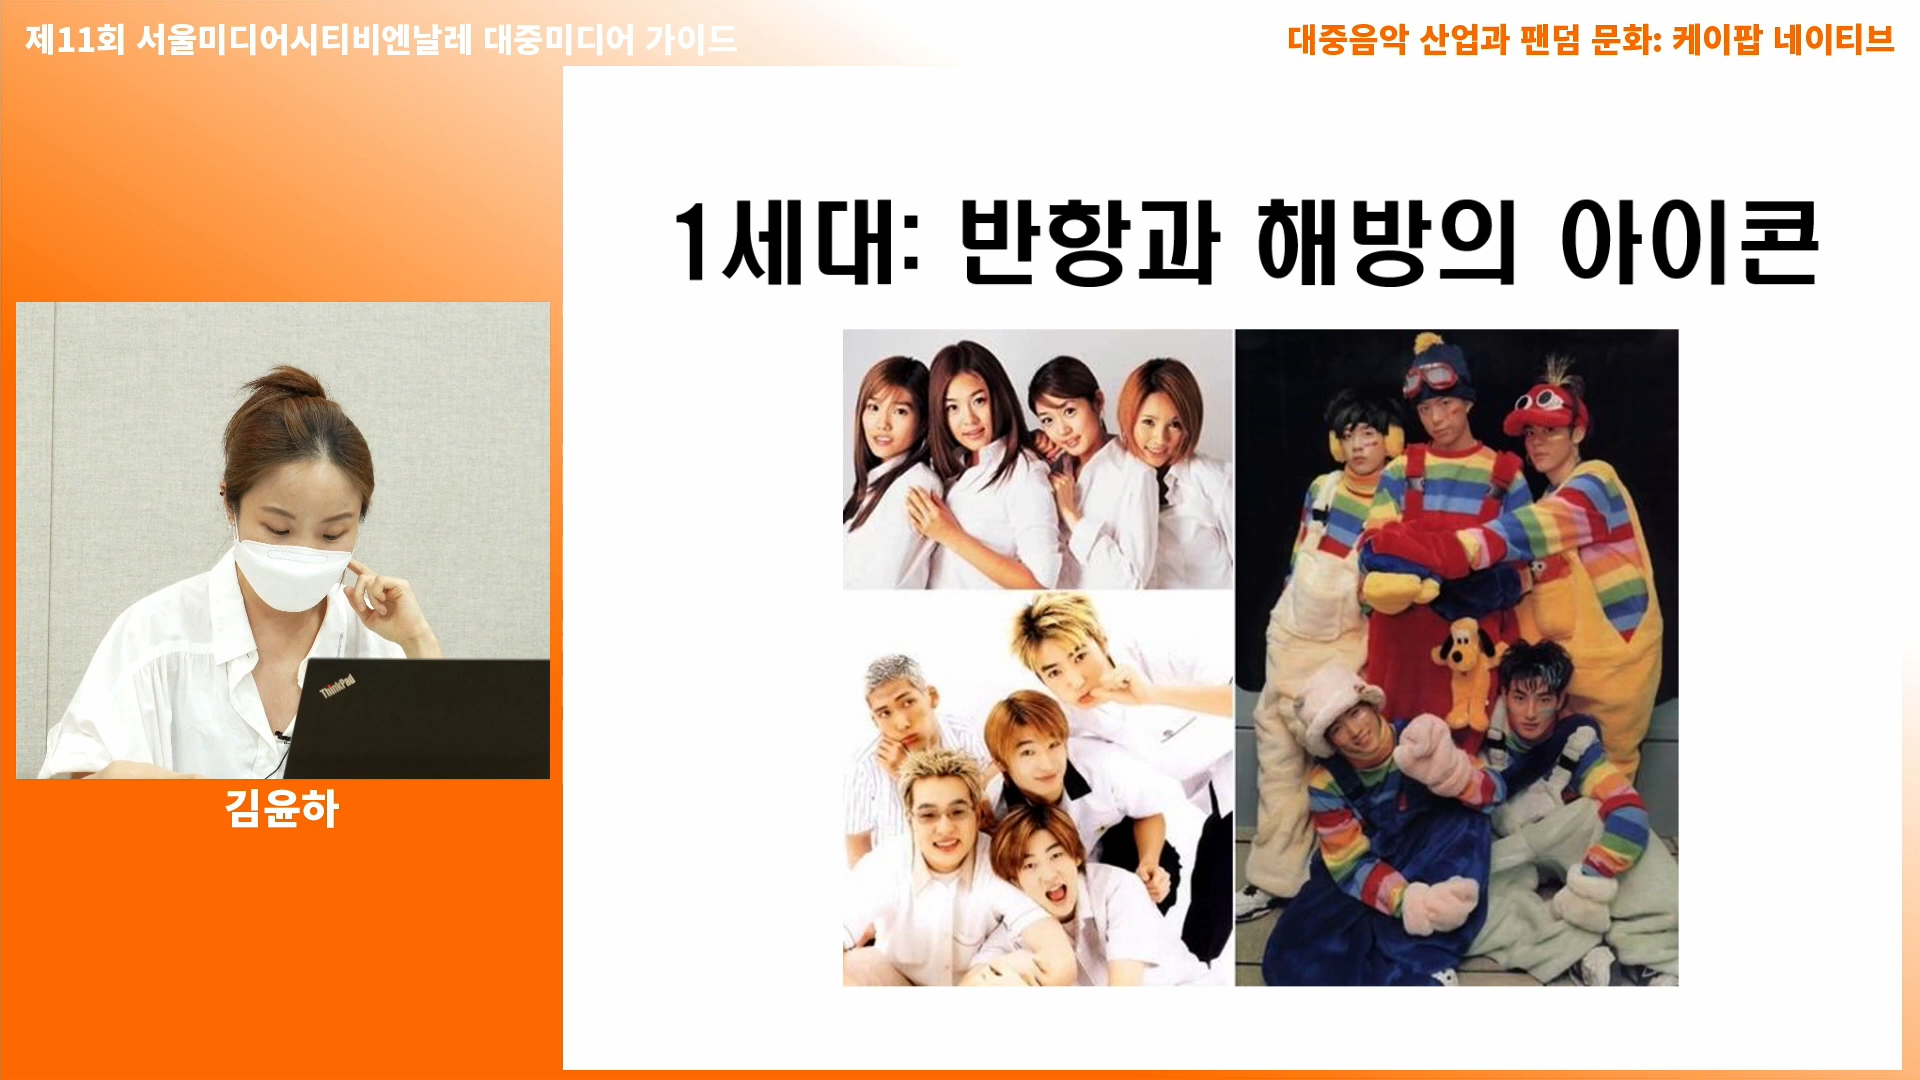 제11회 서울미디어시티비엔날레 대중미디어 가이드
대중음악 산업과 팬덤 문화: 케이팝 네이티브
1세대: 반항과 해방의 아이콘
ThinkPad
김윤하